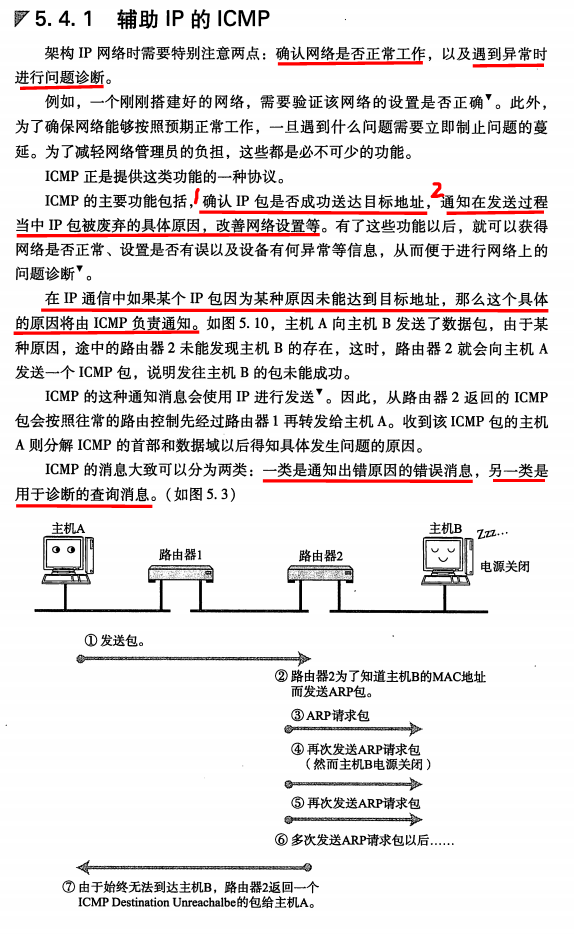 5.4.1 辅助 IP 的 ICMP
架构 IP 网络时需要特别注意两点：确认网络是否正常工作，以及遇到异常时
进行问题诊断。
例如，一个刚刚搭建好的网络，需要验证该网络的设置是否正确▼。此外，
为了确保网络能够按照预期正常工作，一旦遇到什么问题需要立即制止问题的蔓
延。为了减轻网络管理员的负担，这些都是必不可少的功能。
ICMP 正是提供这类功能的一种协议。
ICMP 的主要功能包括，1 确认 IP 包是否成功送达目标地址，2 通知在发送过程
当中 IP 包被废弃的具体原因，改善网络设置等。有了这些功能以后，就可以获得
网络是否正常、设置是否有误以及设备有何异常等信息，从而便于进行网络上的
问题诊断▼。
在 IP 通信中如果某个 IP 包因为某种原因未能达到目标地址，那么这个具体
的原因将由 ICMP 负责通知。如图 5.10，主机 A 向主机 B 发送了数据包，由于某
种原因，途中的路由器 2 未能发现主机 B 的存在，这时，路由器 2 就会向主机 A
发送一个 ICMP 包，说明发往主机 B 的包未能成功。
ICMP 的这种通知消息会使用 IP 进行发送▼。因此，从路由器 2 返回的 ICMP
包会按照往常的路由控制先经过路由器 1 再转发给主机 A。收到该 ICMP 包的主机
A 则分解 ICMP 的首部和数据域以后得知具体发生问题的原因。
ICMP 的消息大致可以分为两类：一类是通知出错原因的错误消息，另一类是
用于诊断的查询消息。（如图 5.3）
主机A
主机B
Zzz...
路由器1
路由器2
电源关闭
① 发送包。
② 路由器2为了知道主机B的MAC地址
而发送ARP包。
③ ARP请求包
④ 再次发送ARP请求包
（然而主机B电源关闭）
⑤ 再次发送ARP请求包
⑥ 多次发送ARP请求包以后……
⑦ 由于始终无法到达主机B，路由器2返回一个
ICMP Destination Unreachalbe的包给主机A。